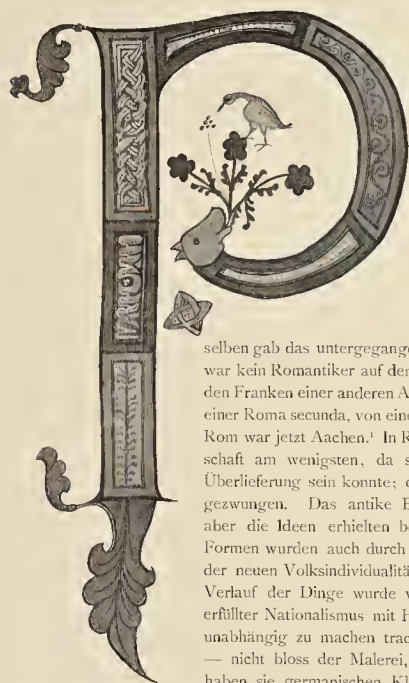 P
selben gab das untergegange
war kein Romantiker auf dem
den Franken einer anderen A
einer Roma secunda, von eine
Rom war jetzt Aachen.¹ In R
schaft am wenigsten, da s
Überlieferung sein konnte; d
gezwungen. Das antike E
aber die Ideen erhielten b
Formen wurden auch durch
der neuen Volksindividualitä
Verlauf der Dinge wurde v
erfüllter Nationalismus mit H
unabhängig zu machen trac
— nicht bloss der Malerei,
haben sie germanischen Kl